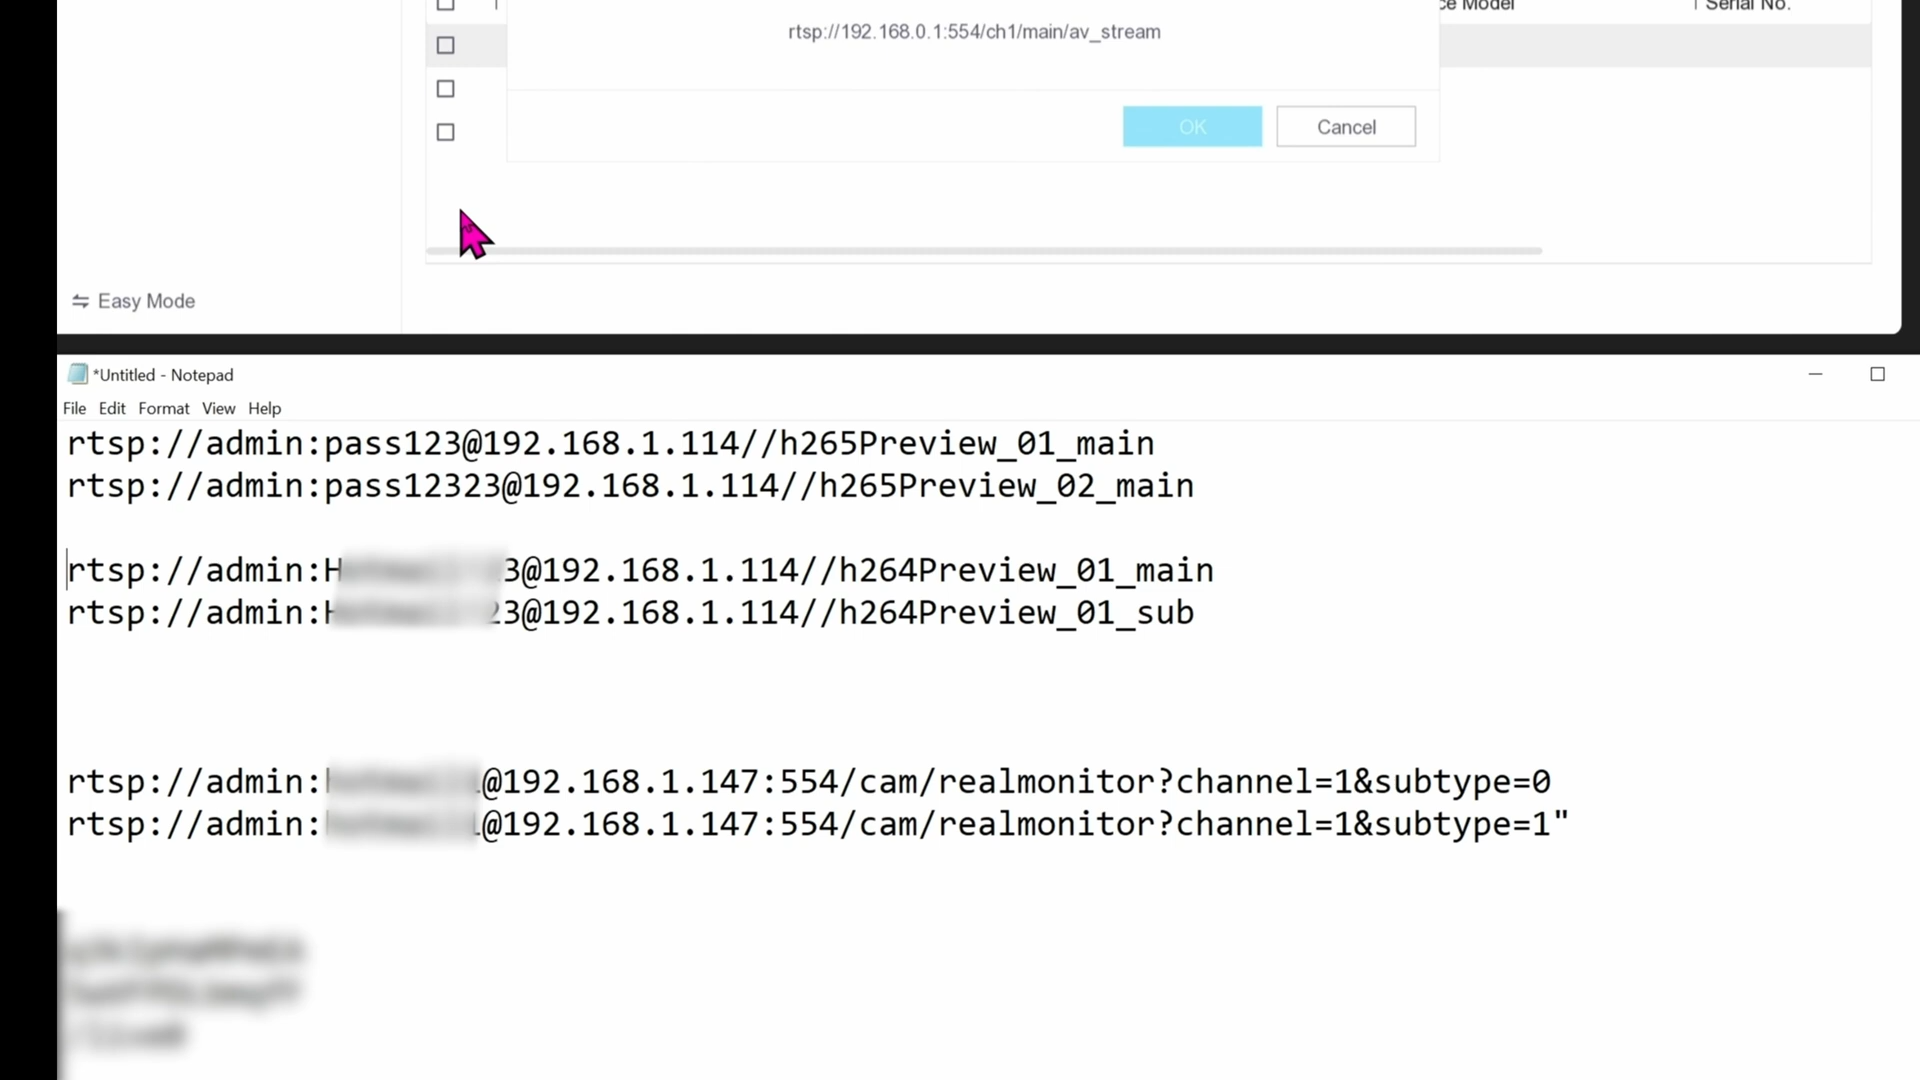 Serial No.
rtsp://192.168.0.1:554/ch1/main/av_stream
OK Cancel
Easy Mode
*Untitled - Notepad
File Edit Format View Help
rtsp://admin:pass123@192.168.1.114//h265Preview_01_main
rtsp://admin:pass12323@192.168.1.114//h265Preview_02_main
rtsp://admin:H 3@192.168.1.114//h264Preview_01_main
rtsp://admin: 23@192.168.1.114//h264Preview_01_sub
rtsp://admin: @192.168.1.147:554/cam/realmonitor?channel=1&subtype=0
rtsp://admin: @192.168.1.147:554/cam/realmonitor?channel=1&subtype=1"